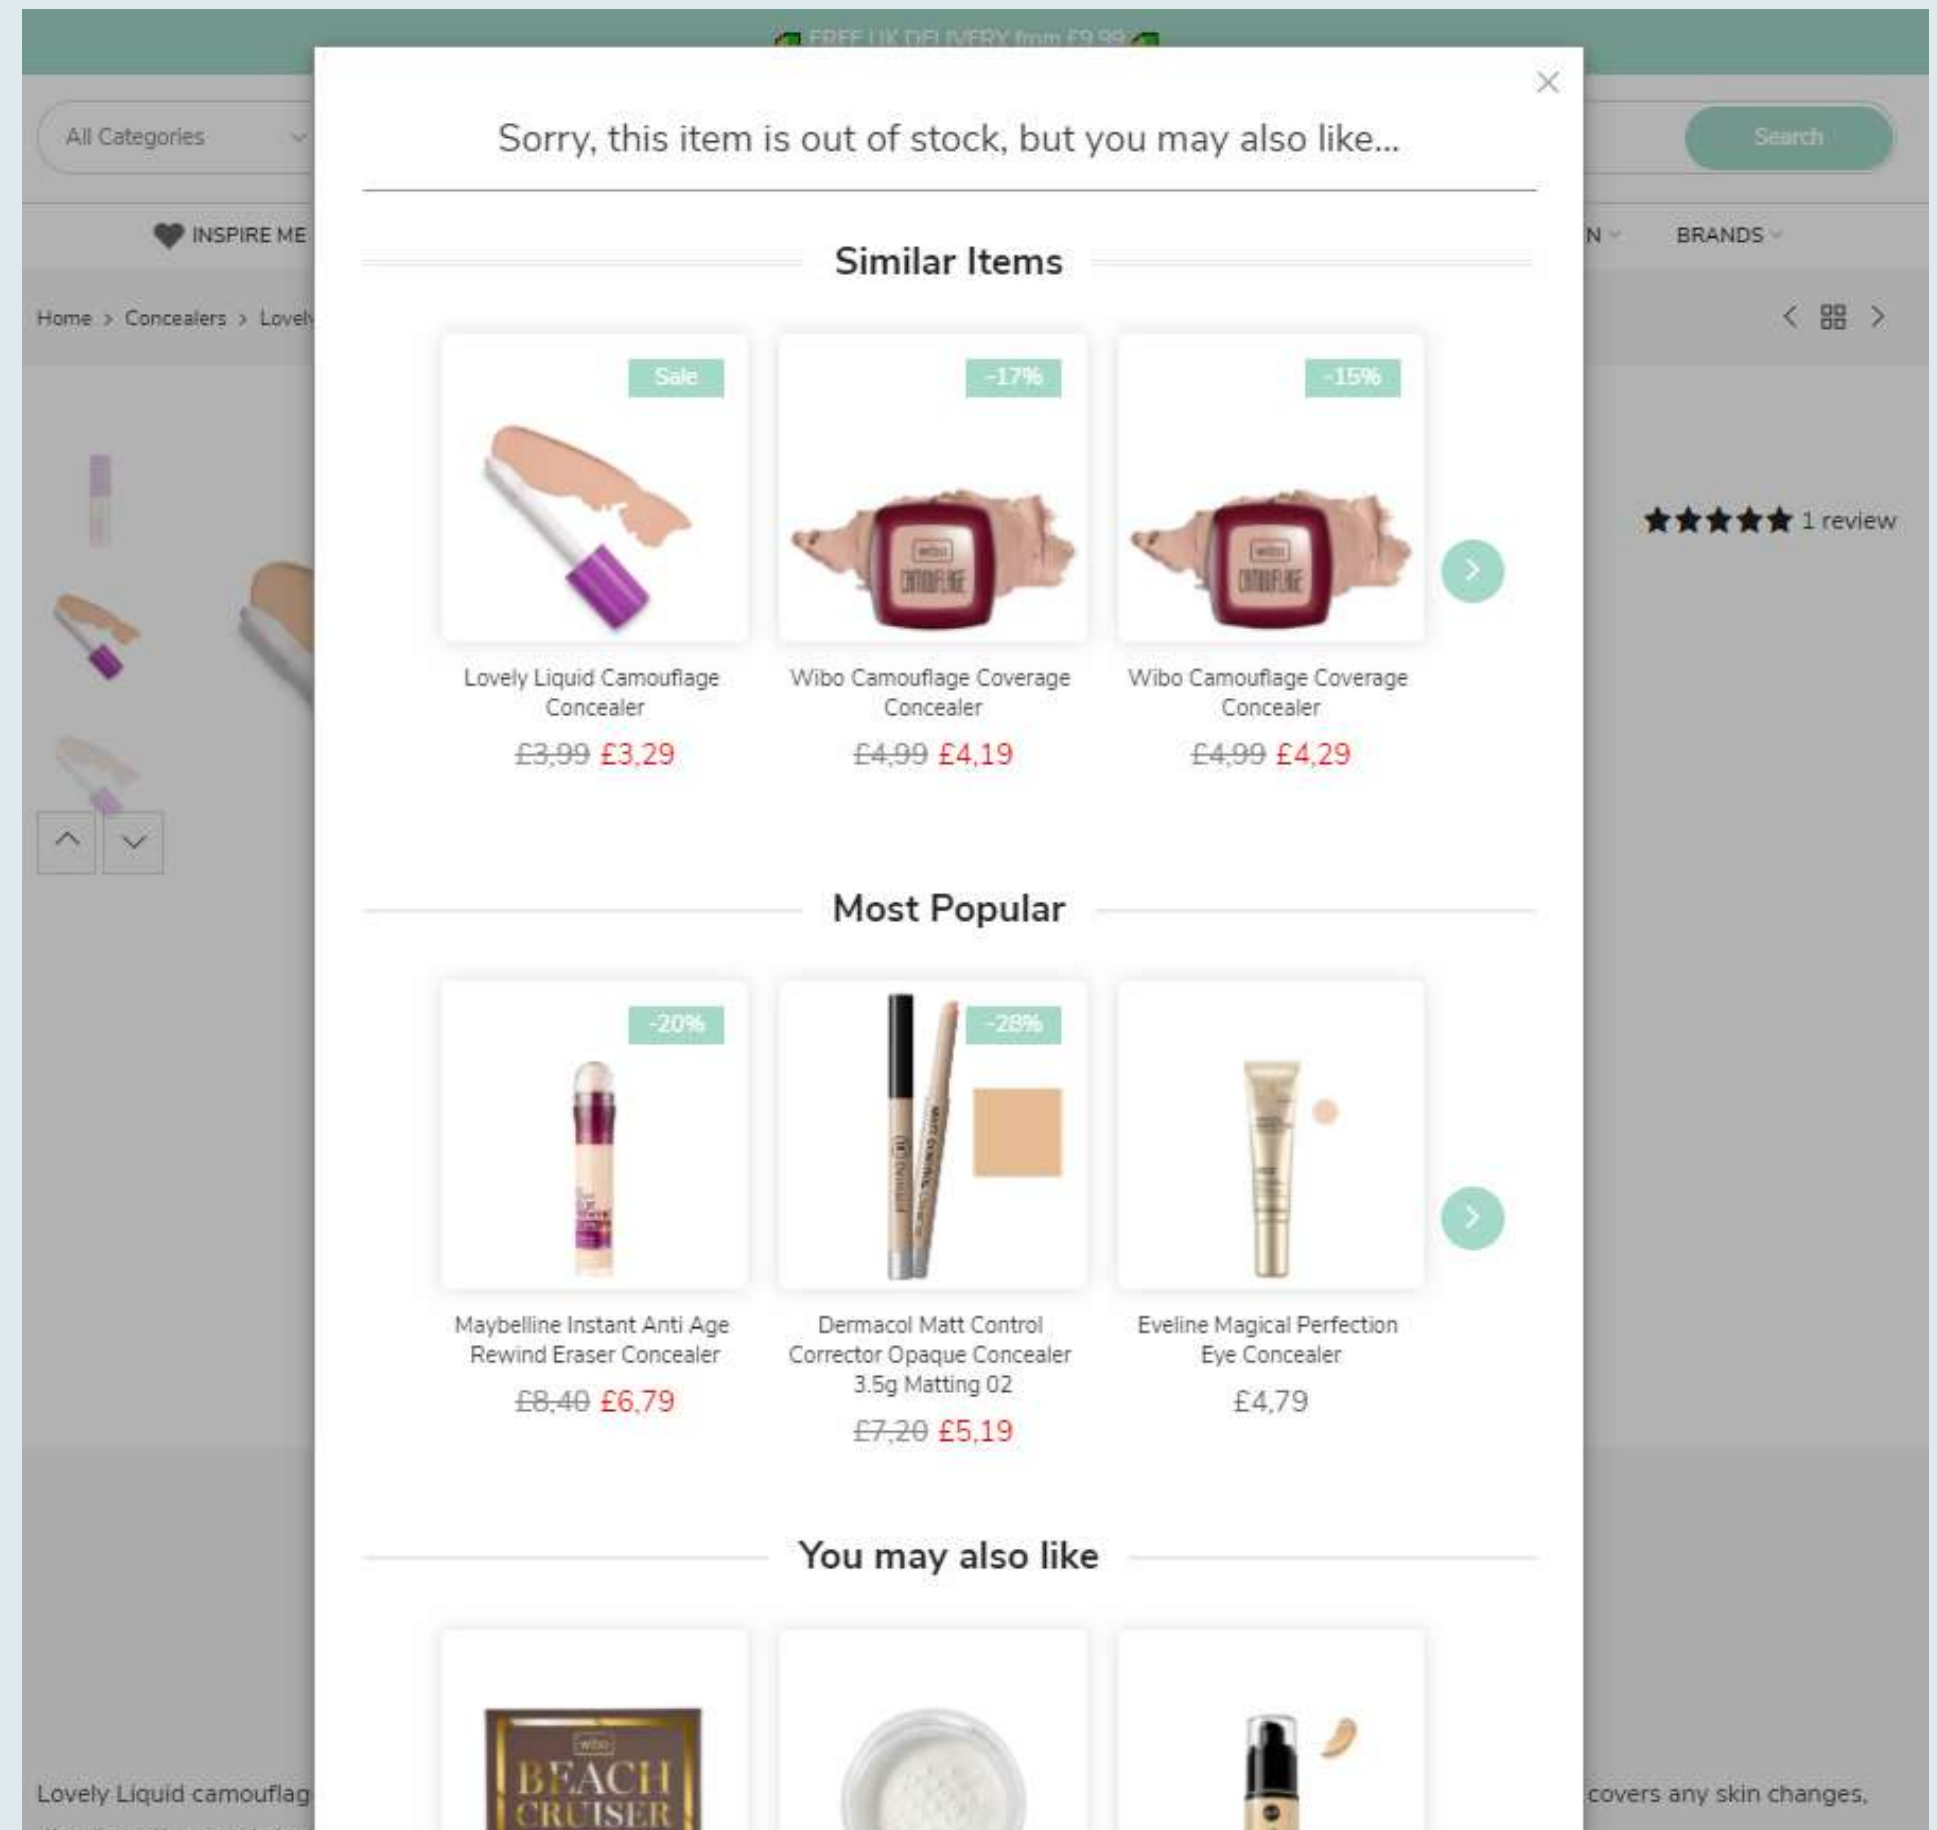 FREE UK DELIVERY from £9.99
All Categories
Search
Sorry, this item is out of stock, but you may also like...
INSPIRE ME
N
BRANDS
Similar Items
Home > Concealers > Lovely
Sale
-17%
-15%
1 review
wibo
CAMOUFLAGE
wibo
CAMOUFLAGE
Lovely Liquid Camouflage
Concealer
£3,99 £3,29
Wibo Camouflage Coverage
Concealer
£4,99 £4,19
Wibo Camouflage Coverage
Concealer
£4,99 £4,29
Most Popular
-20%
-28%
Maybelline Instant Anti Age
Rewind Eraser Concealer
£8,40 £6,79
Dermacol Matt Control
Corrector Opaque Concealer
3.5g Matting 02
£7,20 £5,19
Eveline Magical Perfection
Eye Concealer
£4,79
You may also like
wibo
BEACH
CRUISER
Lovely Liquid camouflag
covers any skin changes,